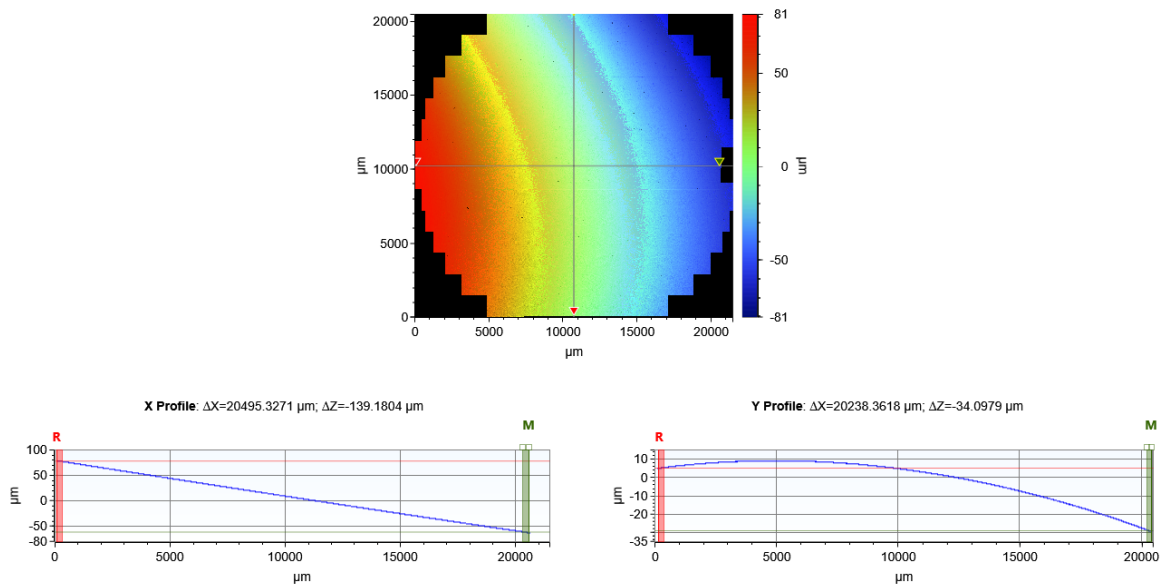 20000
15000
10000
5000
0
µm
0 5000 10000 15000 20000
µm
81
50
0
-50
-81
µm
X Profile: ΔX=20495.3271 µm; ΔZ=-139.1804 µm
R M
100
50
0
-50
-80
µm
0 5000 10000 15000 20000
µm
Y Profile: ΔX=20238.3618 µm; ΔZ=-34.0979 µm
R M
10
0
-10
-20
-35
µm
0 5000 10000 15000 20000
µm